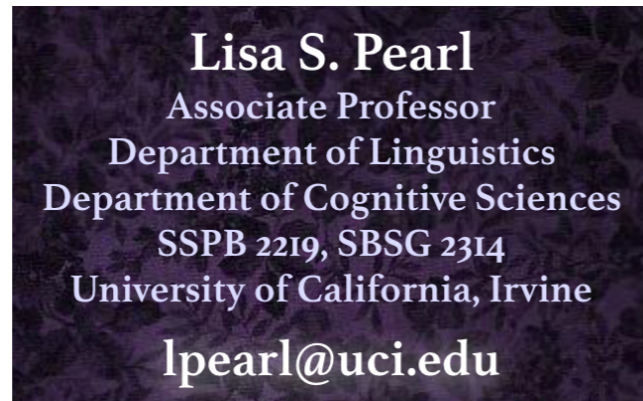 Lisa S. Pearl
Associate Professor
Department of Linguistics
Department of Cognitive Sciences
SSPB 2219, SBSG 2314
University of California, Irvine
lpearl@uci.edu